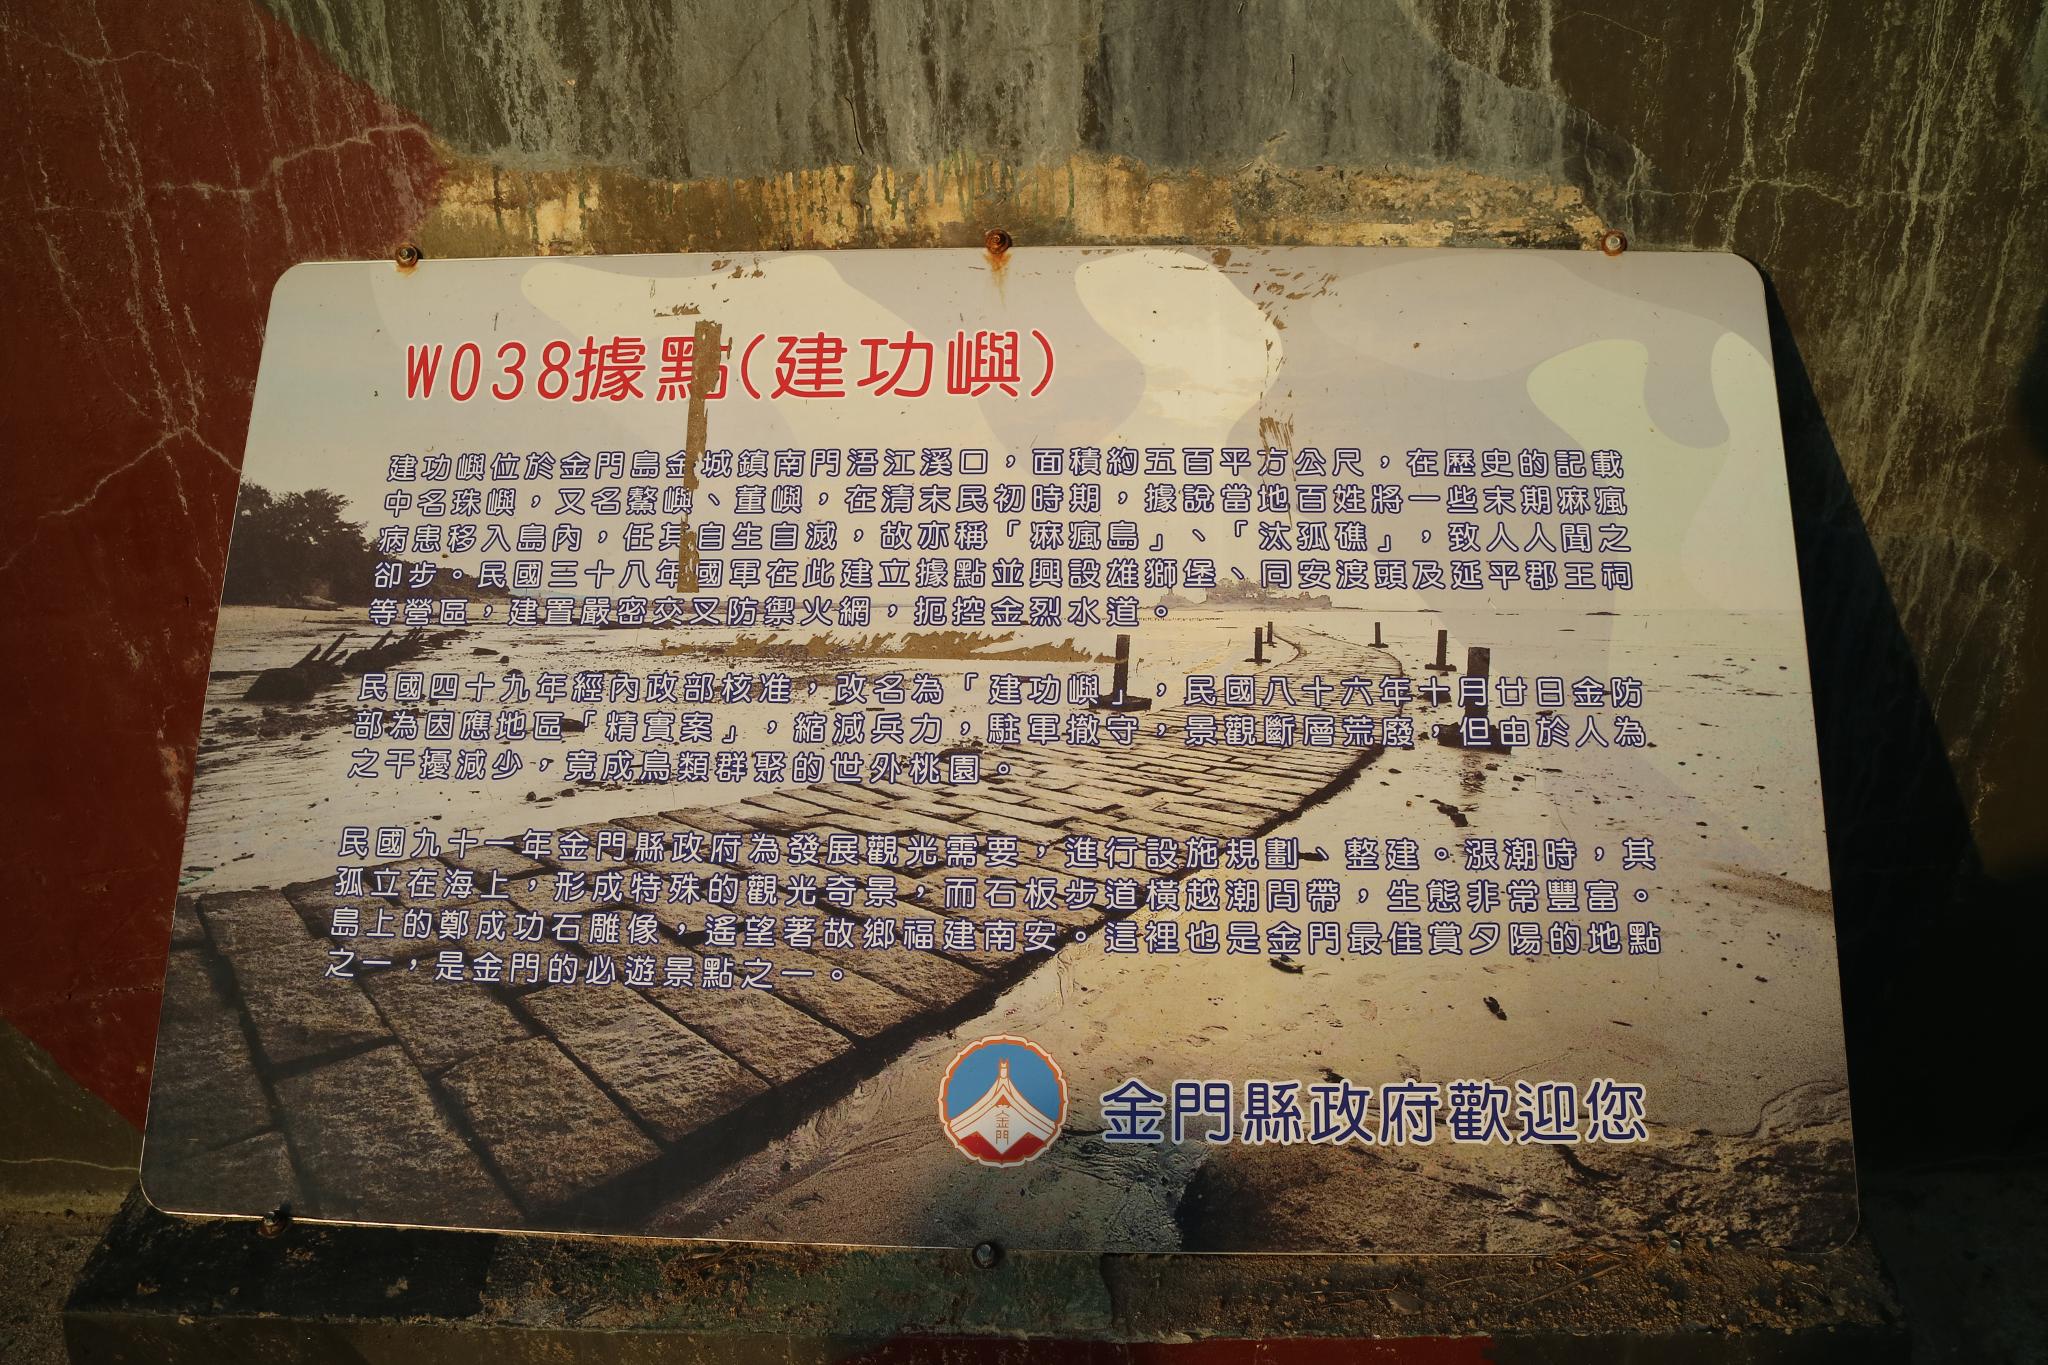 W038據點(建功嶼)
建功嶼位於金門島金城鎮南門浯江溪口，面積約五百平方公尺，在歷史的記載
中名珠嶼，又名鰲嶼、董嶼，在清末民初時期，據說當地百姓將一些末期痳瘋
病患移入島內，任其自生自滅，故亦稱「痳瘋島」、「汰孤礁」，致人人聞之
卻步。民國三十八年國軍在此建立據點並興設雄獅堡、同安渡頭及延平郡王祠
等營區，建置嚴密交叉防禦火網，扼控金烈水道。
民國四十九年經內政部核准，改名為「建功嶼」，民國八十六年十月廿日金防
部為因應地區「精實案」，縮減兵力，駐軍撤守，景觀斷層荒廢，但由於人為
之干擾減少，竟成鳥類群聚的世外桃園。
民國九十一年金門縣政府為發展觀光需要，進行設施規劃、整建。漲潮時，其
孤立在海上，形成特殊的觀光奇景，而石板步道橫越潮間帶，生態非常豐富。
島上的鄭成功石雕像，遙望著故鄉福建南安。這裡也是金門最佳賞夕陽的地點
之一，是金門的必遊景點之一。
金門
金門縣政府歡迎您